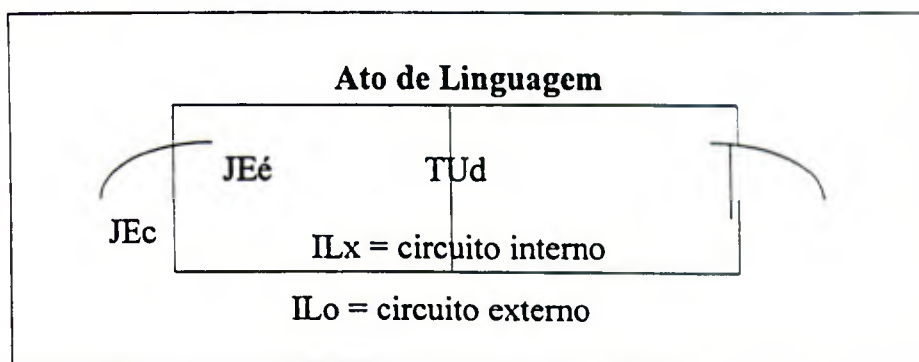 Ato de Linguagem
JEé TUd
JEc
ILx = circuito interno
ILo = circuito externo